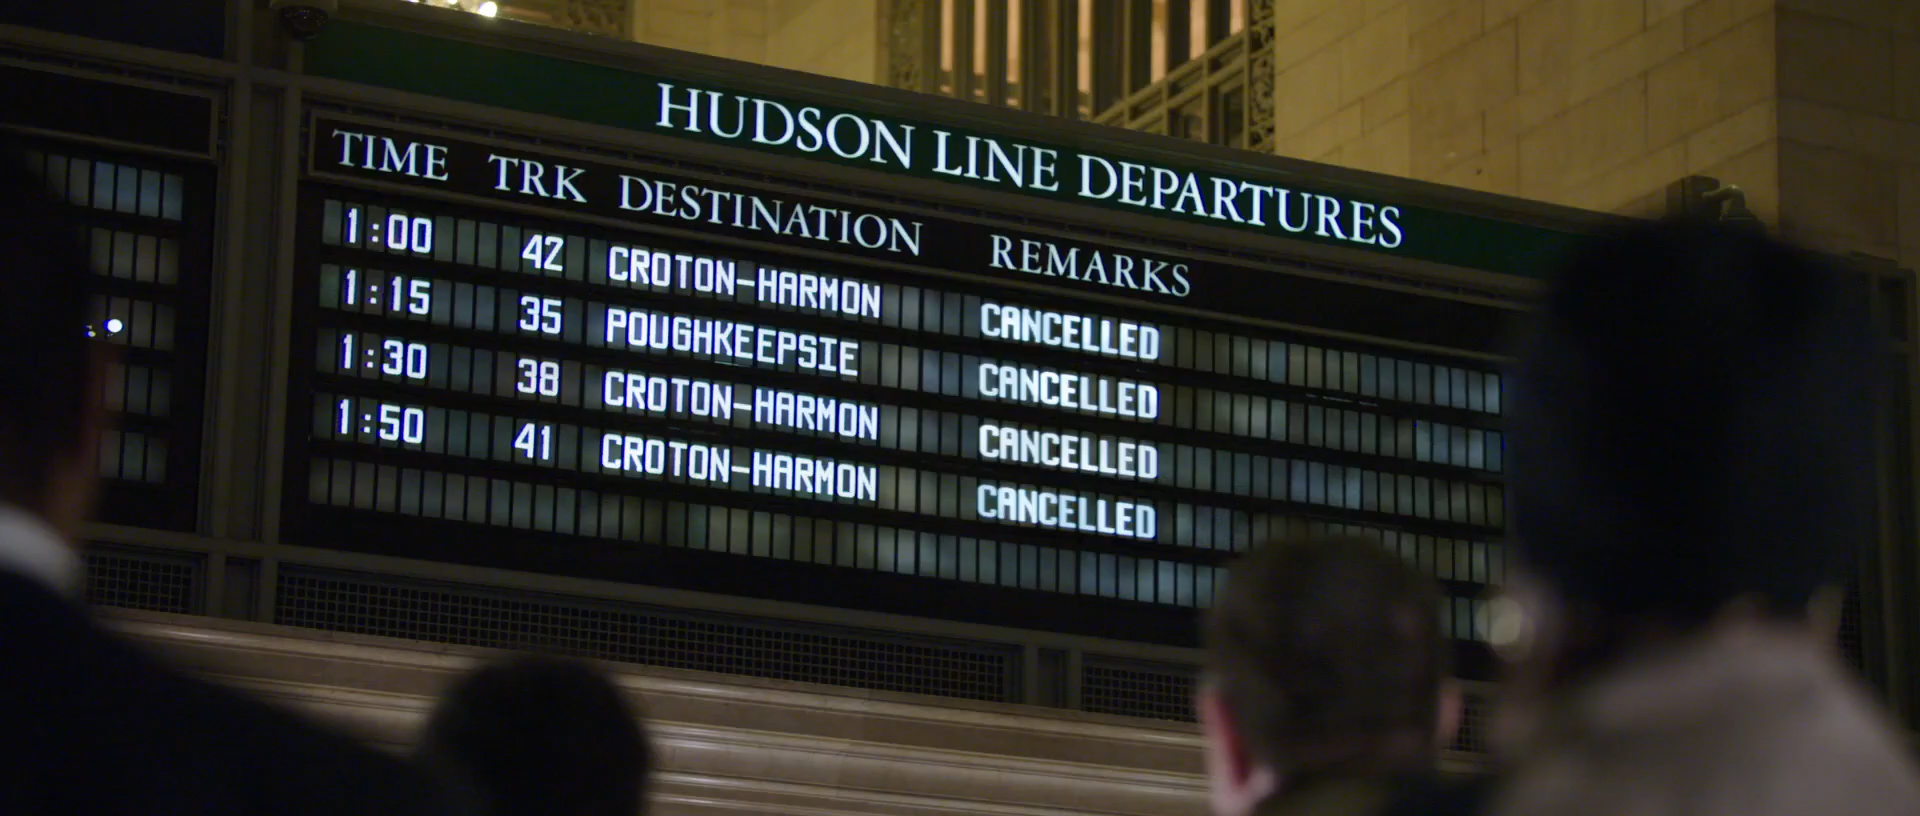 HUDSON LINE DEPARTURES
TIME TRK DESTINATION REMARKS
1:00 42 CROTON-HARMON CANCELLED
1:15 35 POUGHKEEPSIE CANCELLED
1:30 38 CROTON-HARMON CANCELLED
1:50 41 CROTON-HARMON CANCELLED